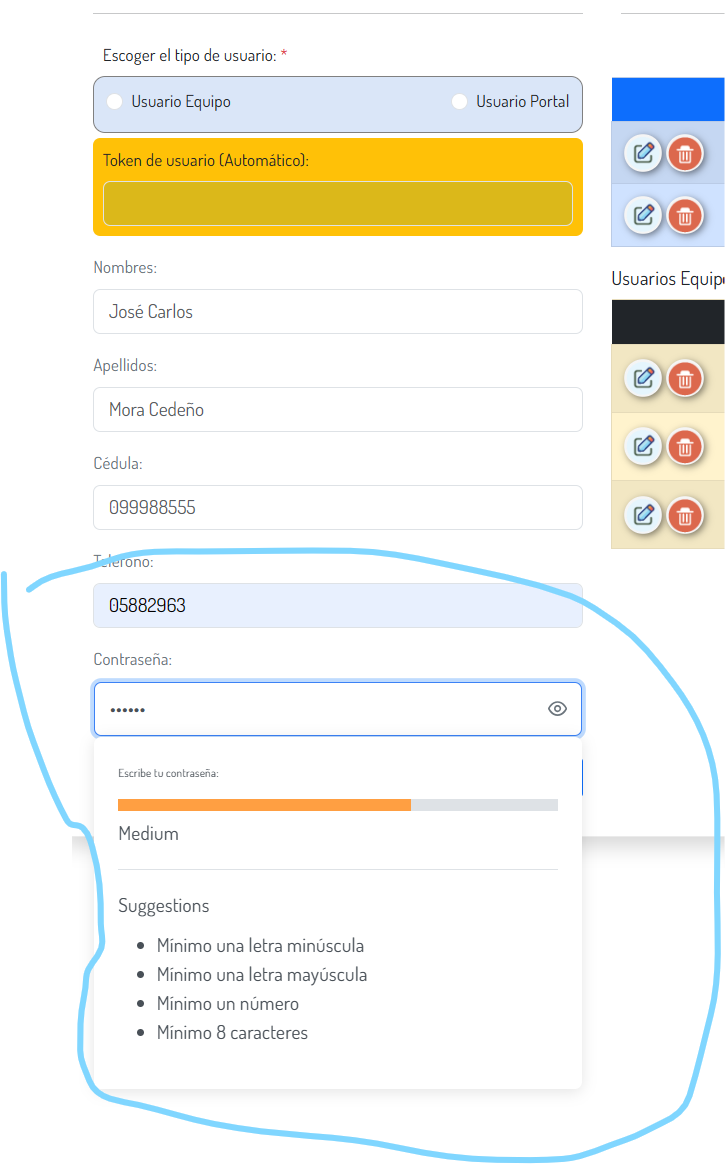 Escoger el tipo de usuario: *
Usuario Equipo
Usuario Portal
Token de usuario (Automático):
Nombres:
José Carlos
Apellidos:
Mora Cedeño
Cédula:
099988555
Teléfono:
05882963
Contraseña:
Escribe tu contraseña:
Medium
Suggestions
Mínimo una letra minúscula
Mínimo una letra mayúscula
Mínimo un número
Mínimo 8 caracteres
Usuarios